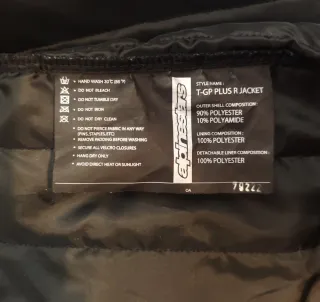 • HAND WASH 30°C (86°F)
• DO NOT BLEACH
• DO NOT TUMBLE DRY
• DO NOT IRON
• DO NOT DRY CLEAN
• DO NOT PIERCE FABRIC IN ANY WAY
(PINS, STAPLES, ETC)
• REMOVE PADDING BEFORE WASHING
• SECURE ALL VELCRO CLOSURES
• HANG DRY ONLY
• AVOID DIRECT HEAT OR SUNLIGHT
alpinestars
STYLE NAME :
T-GP PLUS R JACKET
OUTER SHELL COMPOSITION:
90% POLYESTER
10% POLYAMIDE
LINING COMPOSITION:
100% POLYESTER
DETACHABLE LINER COMPOSITION:
100% POLYESTER